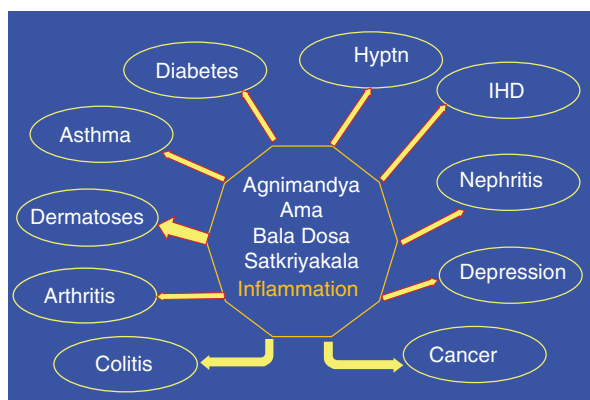 Hyptn
Diabetes
IHD
Asthma
Agnimandya
Ama
Bala Dosa
Satkriyakala
Inflammation
Nephritis
Dermatoses
Depression
Arthritis
Colitis
Cancer